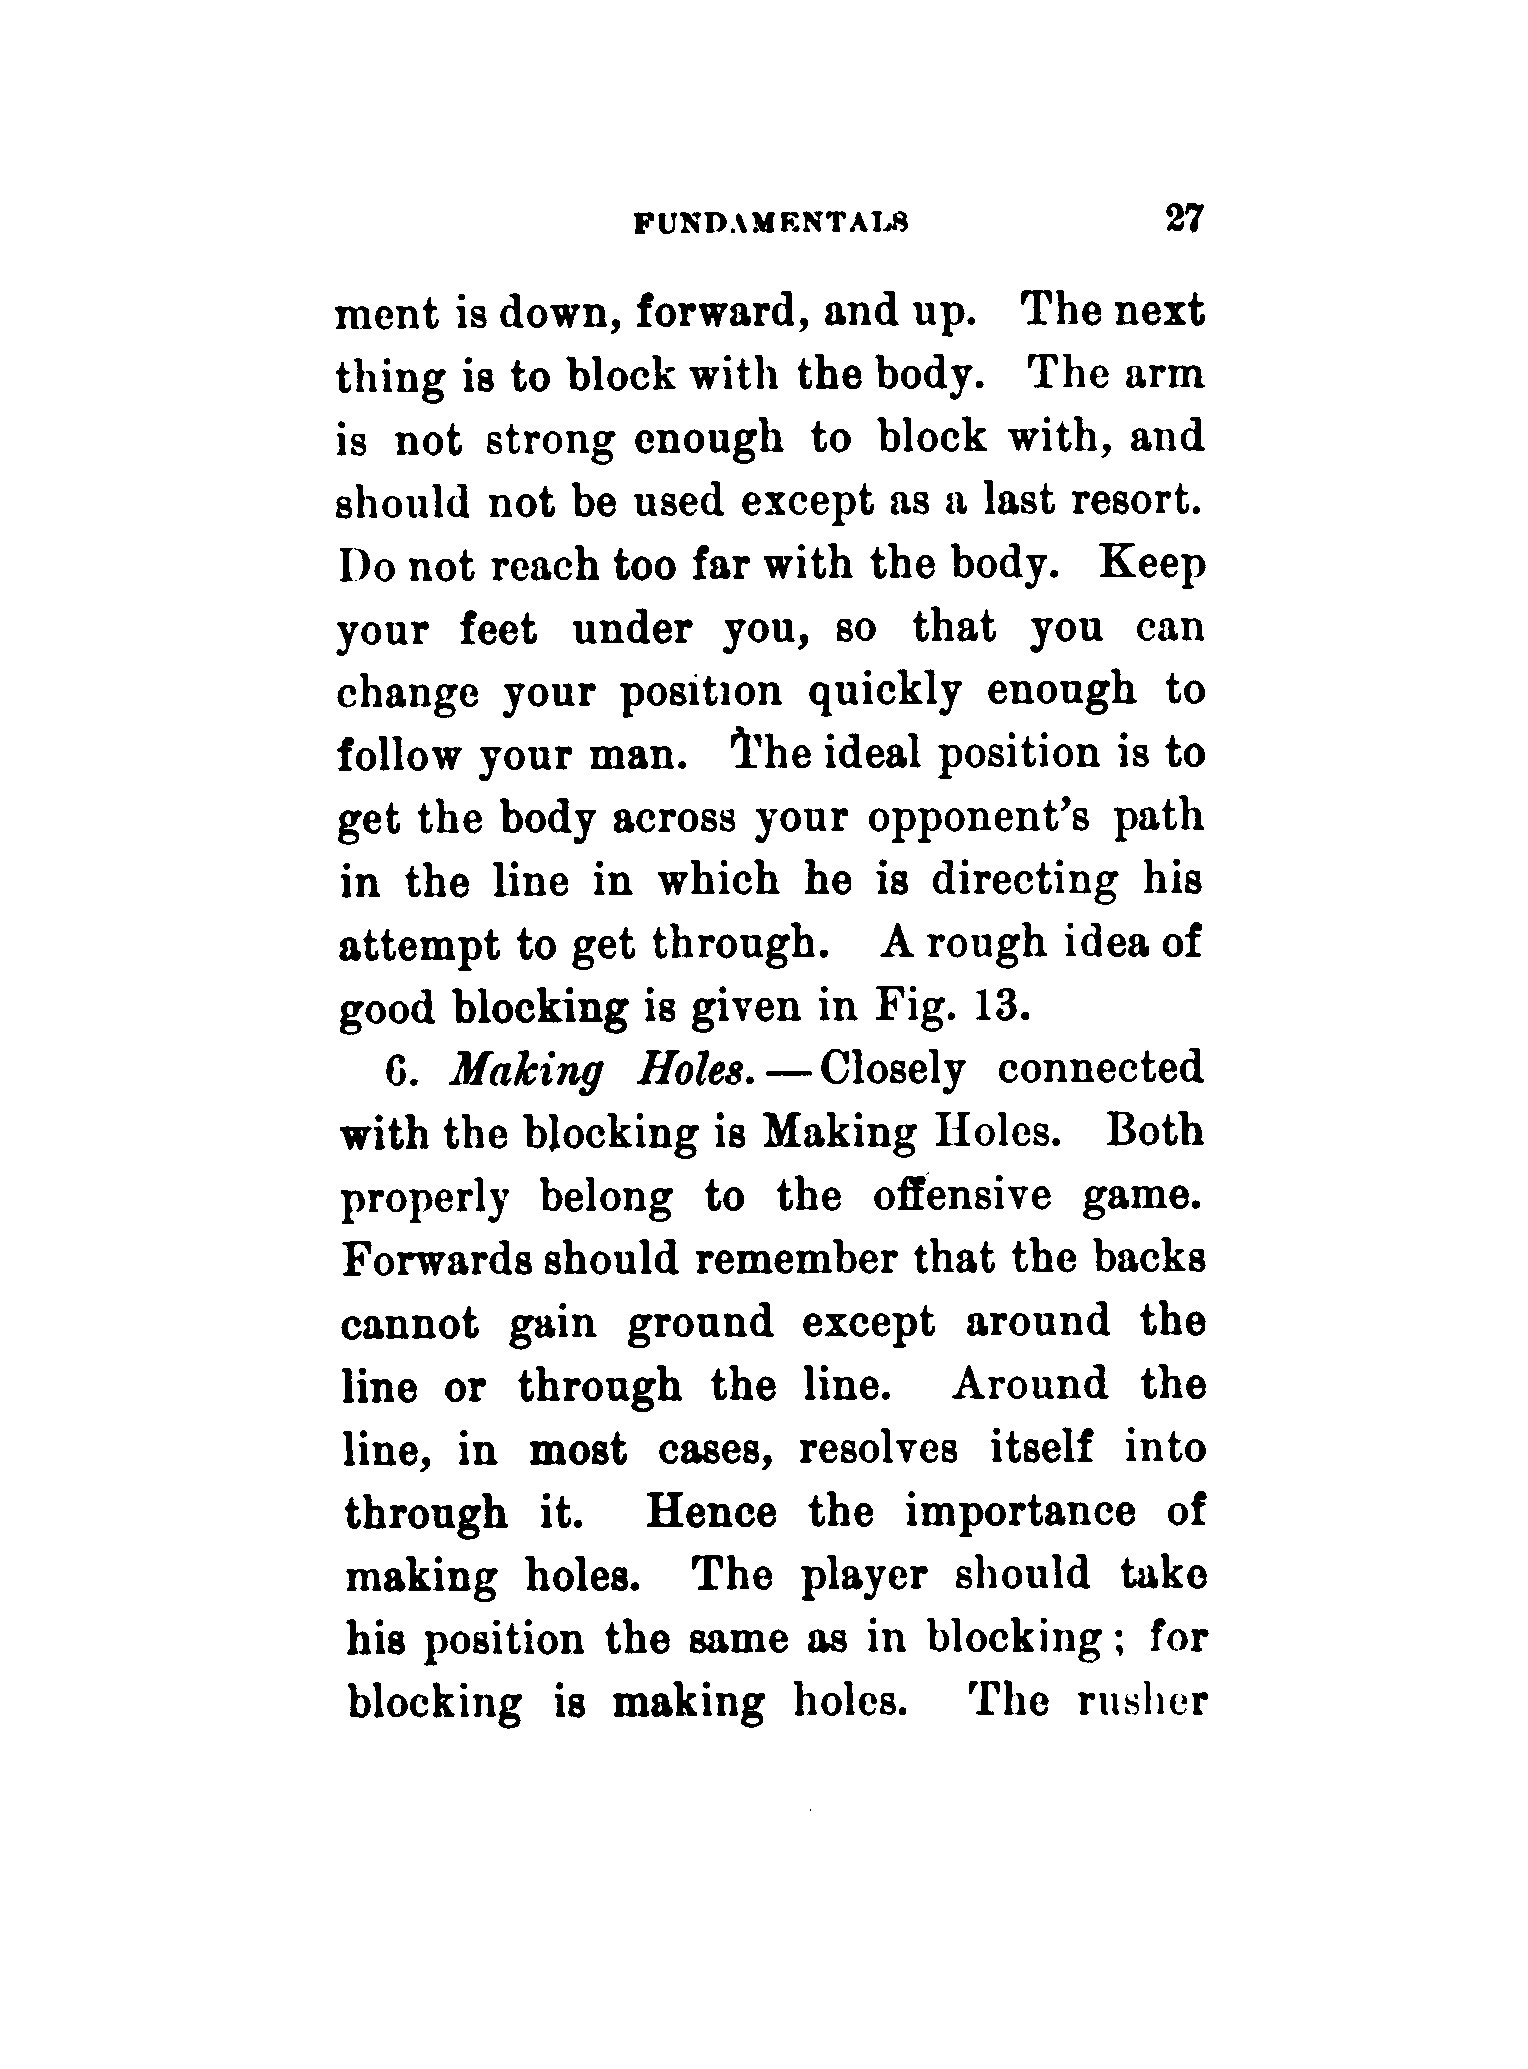 FUNDAMENTALS 27
ment is down, forward, and up. The next
thing is to block with the body. The arm
is not strong enough to block with, and
should not be used except as a last resort.
Do not reach too far with the body. Keep
your feet under you, so that you can
change your position quickly enough to
follow your man. The ideal position is to
get the body across your opponent's path
in the line in which he is directing his
attempt to get through. A rough idea of
good blocking is given in Fig. 13.
6. Making Holes. — Closely connected
with the blocking is Making Holes. Both
properly belong to the offensive game.
Forwards should remember that the backs
cannot gain ground except around the
line or through the line. Around the
line, in most cases, resolves itself into
through it. Hence the importance of
making holes. The player should take
his position the same as in blocking; for
blocking is making holes. The rusher